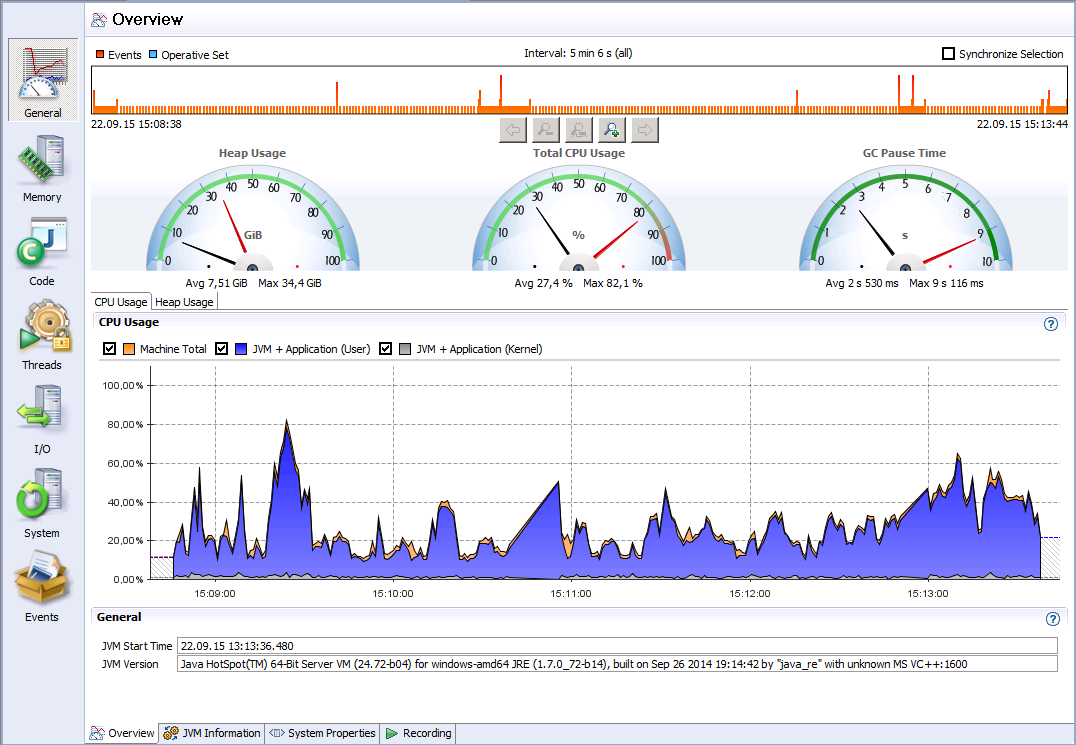 Overview
Events Operative Set Interval: 5 min 6 s (all) Synchronize Selection
22.09.15 15:08:38 22.09.15 15:13:44
General
Memory
Code
Threads
I/O
System
Events
Heap Usage Total CPU Usage GC Pause Time
0 10 20 30 40 50 60 70 80 90 100
GiB
0 10 20 30 40 50 60 70 80 90 100
%
0 1 2 3 4 5 6 7 8 9 10
s
Avg 7,51 GiB Max 34,4 GiB Avg 27,4 % Max 82,1 % Avg 2 s 530 ms Max 9 s 116 ms
CPU Usage Heap Usage
CPU Usage
Machine Total JVM + Application (User) JVM + Application (Kernel)
100,00%
80,00%
60,00%
40,00%
20,00%
0,00%
15:09:00 15:10:00 15:11:00 15:12:00 15:13:00
General
JVM Start Time 22.09.15 13:13:36.480
JVM Version Java HotSpot(TM) 64-Bit Server VM (24.72-b04) for windows-amd64 JRE (1.7.0_72-b14), built on Sep 26 2014 19:14:42 by "java_re" with unknown MS VC++:1600
Overview JVM Information System Properties Recording